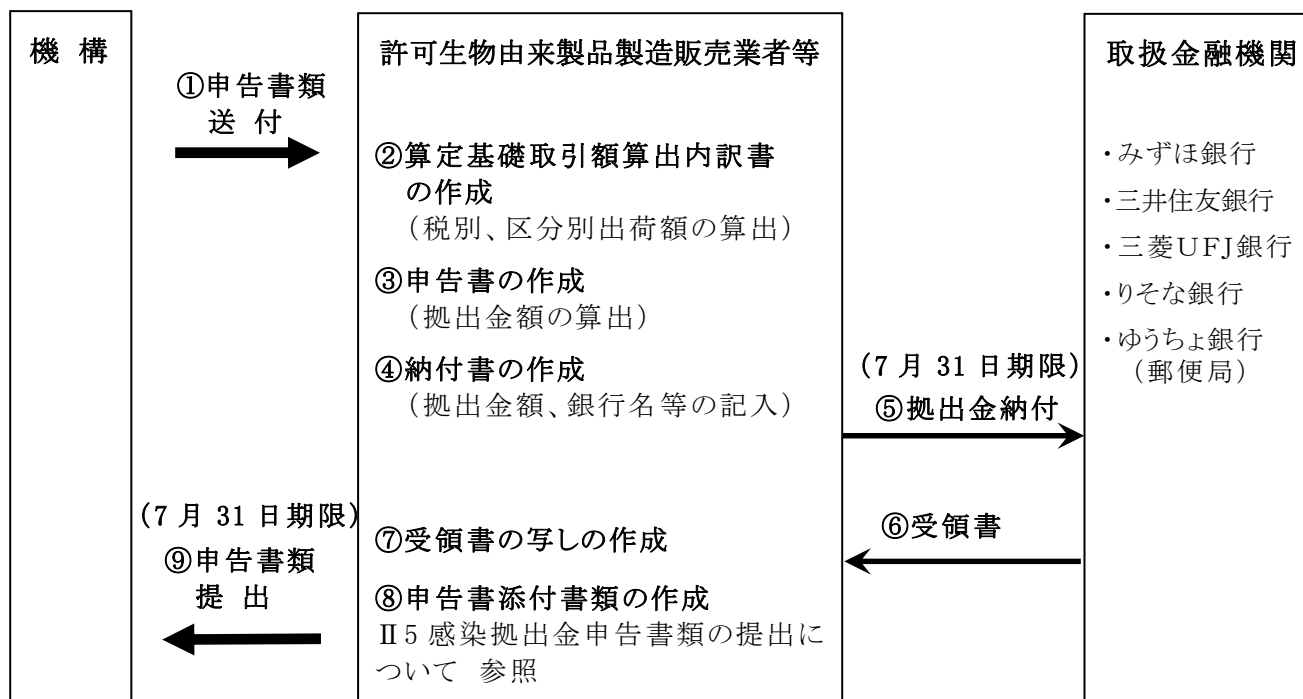 機 構
①申告書類
送 付
(7 月 31 日期限)
⑨申告書類
提 出
許可生物由来製品製造販売業者等
②算定基礎取引額算出内訳書
の作成
(税別、区分別出荷額の算出)
③申告書の作成
(拠出金額の算出)
④納付書の作成
(拠出金額、銀行名等の記入)
⑦受領書の写しの作成
⑧申告書添付書類の作成
Ⅱ5 感染拠出金申告書類の提出に
ついて 参照
(7 月 31 日期限)
⑤拠出金納付
⑥受領書
取扱金融機関
・みずほ銀行
・三井住友銀行
・三菱UFJ銀行
・りそな銀行
・ゆうちょ銀行
(郵便局)